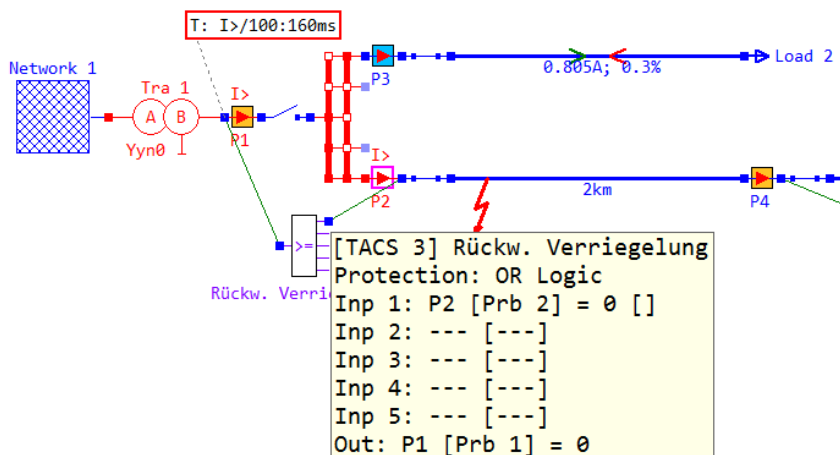 T: I>/100:160ms
Network 1
Tra 1
A
B
Yyn0
I>
P1
P3
0.805A; 0.3%
Load 2
I>
P2
2km
P4
>=
Rückw. Verri
[TACS 3] Rückw. Verriegelung
Protection: OR Logic
Inp 1: P2 [Prb 2] = 0 []
Inp 2: --- [---]
Inp 3: --- [---]
Inp 4: --- [---]
Inp 5: --- [---]
Out: P1 [Prb 1] = 0